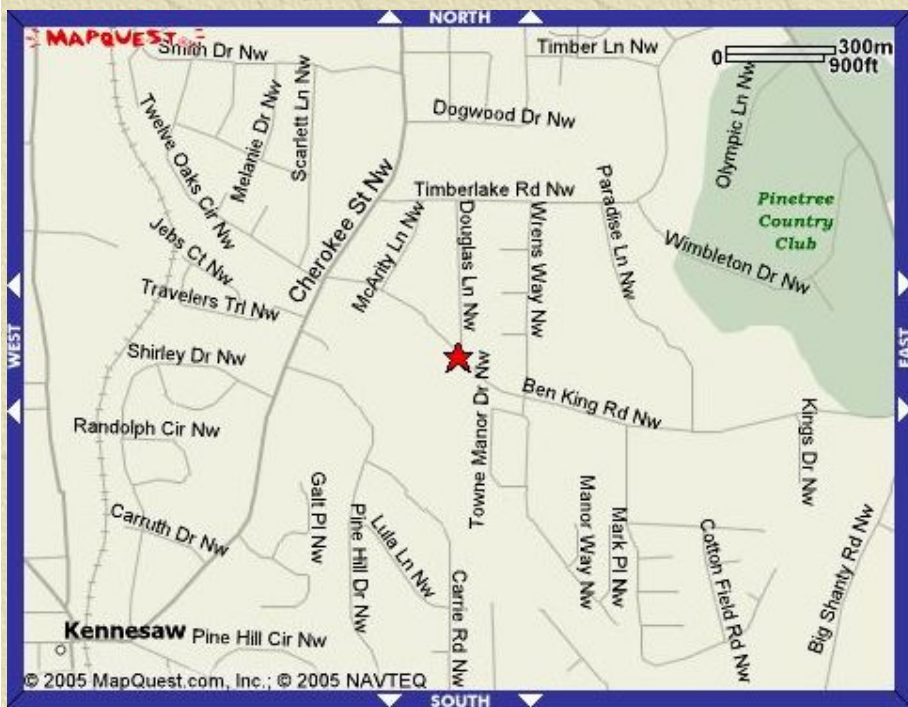 NORTH
MAPQUEST
Smith Dr Nw
Timber Ln Nw
0 300m
900ft
Twelve Oaks Cir Nw
Melanie Dr Nw
Scarlett Ln Nw
Dogwood Dr Nw
Olympic Ln Nw
Cherokee St Nw
Timberlake Rd Nw
Paradise Ln Nw
Pinetree
Country
Club
Jebs Ct Nw
McArity Ln Nw
Douglas Ln Nw
Wrens Way Nw
Wimbleton Dr Nw
Travelers Trl Nw
WEST
EAST
Shirley Dr Nw
Towne Manor Dr Nw
Ben King Rd Nw
Randolph Cir Nw
Kings Dr Nw
Galt Pl Nw
Carruth Dr Nw
Pine Hill Dr Nw
Lula Ln Nw
Manor Way Nw
Mark Pl Nw
Cotton Field Rd Nw
Big Shanty Rd Nw
Carrie Rd Nw
Kennesaw
Pine Hill Cir Nw
© 2005 MapQuest.com, Inc.; © 2005 NAVTEQ
SOUTH